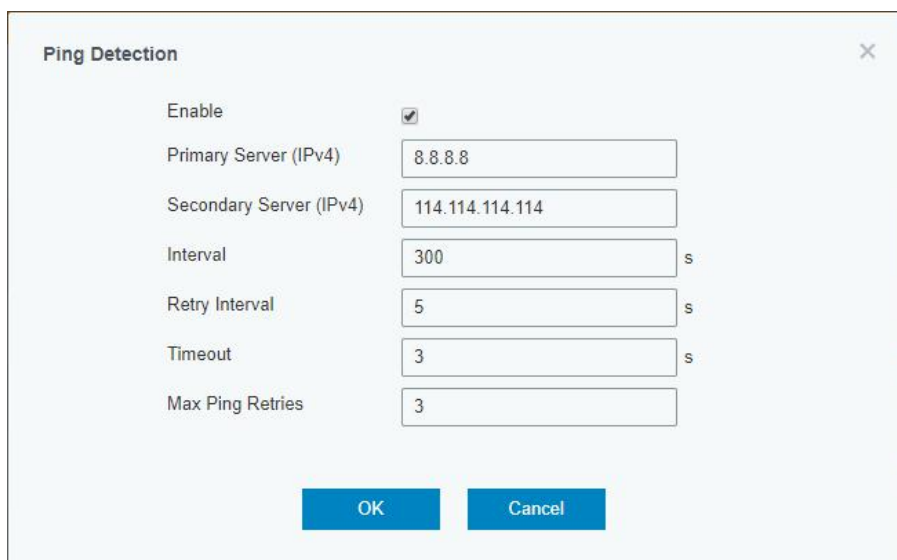 Ping Detection
Enable
Primary Server (IPv4) 8.8.8.8
Secondary Server (IPv4) 114.114.114.114
Interval 300 s
Retry Interval 5 s
Timeout 3 s
Max Ping Retries 3
OK Cancel